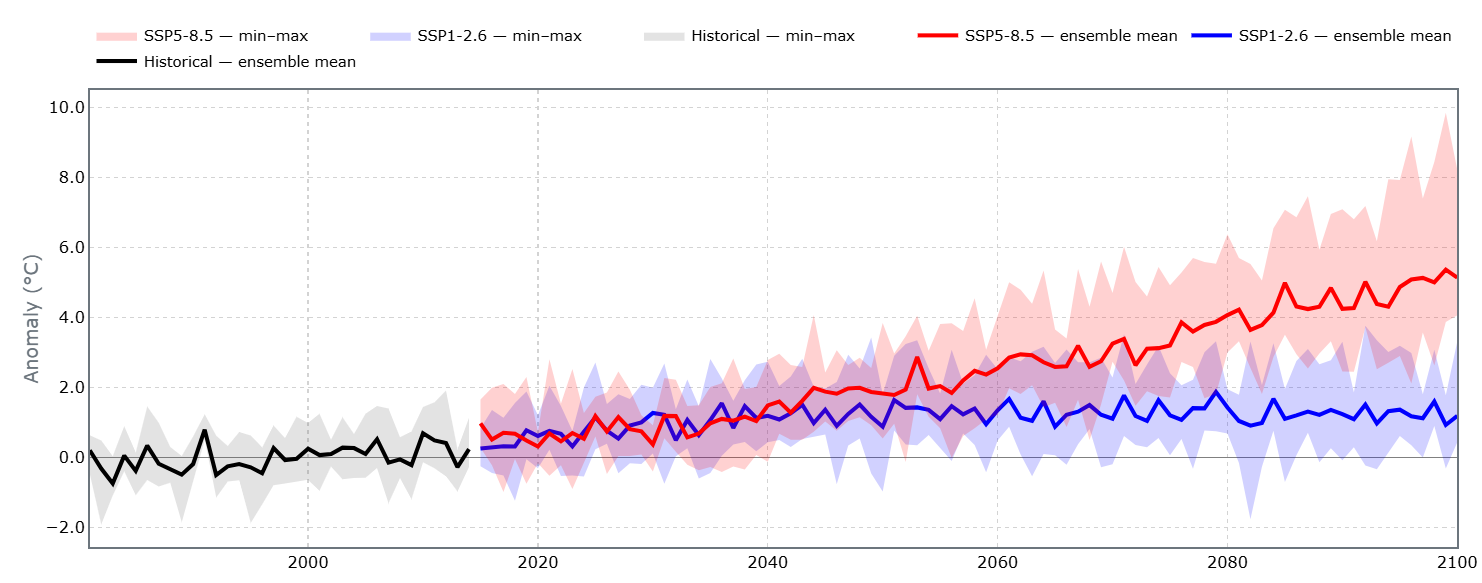 SSP5-8.5 — min–max SSP1-2.6 — min–max Historical — min–max SSP5-8.5 — ensemble mean SSP1-2.6 — ensemble mean
Historical — ensemble mean
Anomaly (°C)
10.0
8.0
6.0
4.0
2.0
0.0
−2.0
2000 2020 2040 2060 2080 2100